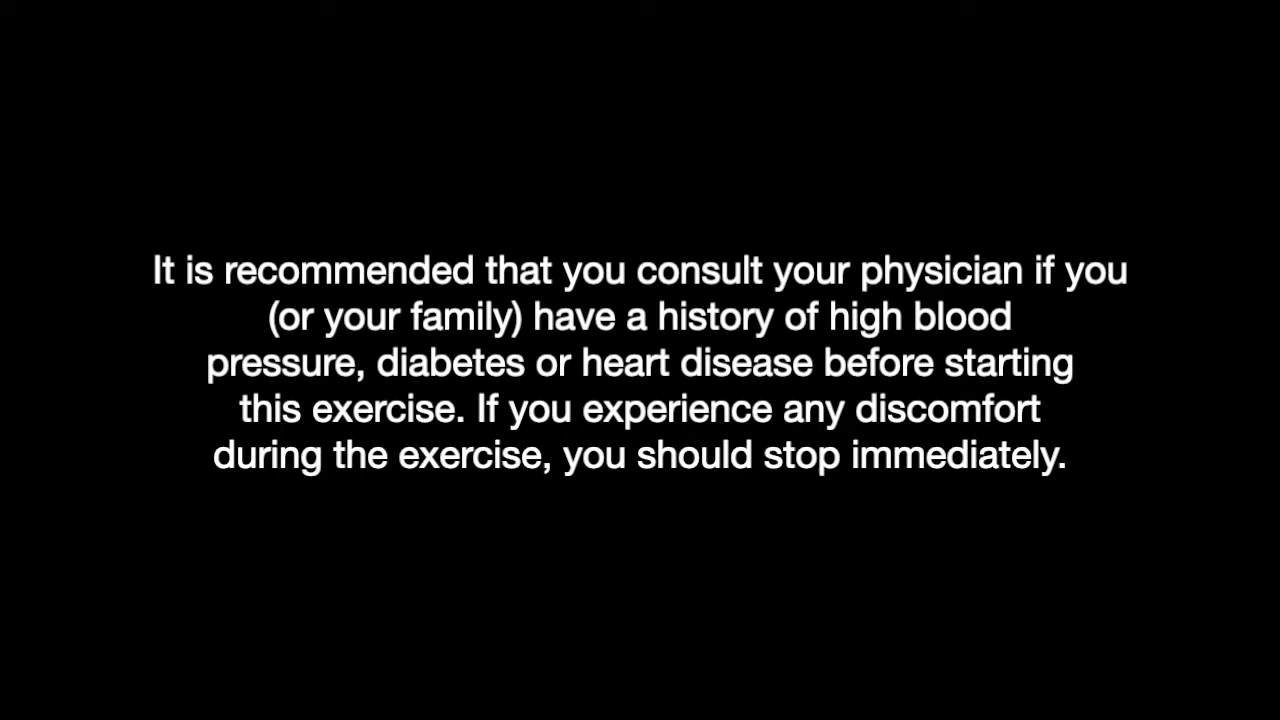 It is recommended that you consult your physician if you
(or your family) have a history of high blood
pressure, diabetes or heart disease before starting
this exercise. If you experience any discomfort
during the exercise, you should stop immediately.